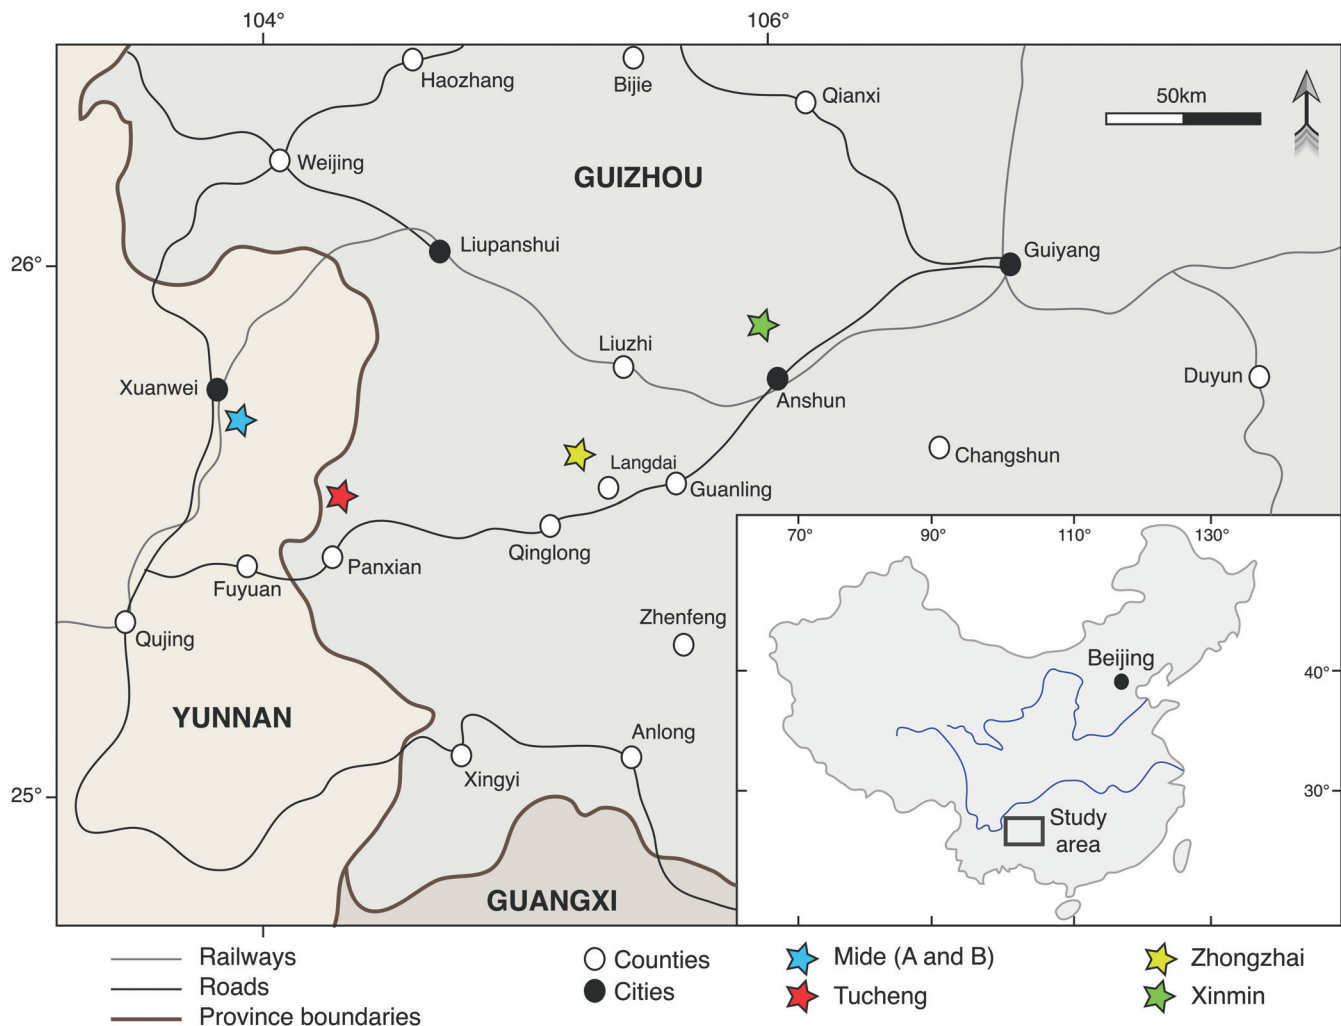 104°
106°
Haozhang
Bijie
Qianxi
50km
Weijing
GUIZHOU
Liupanshui
Guiyang
26°
Liuzhi
Xuanwei
Anshun
Duyun
Langdai
Changshun
Guanling
Qinglong
Panxian
Fuyuan
Zhenfeng
Qujing
YUNNAN
Anlong
Xingyi
25°
GUANGXI
70°
90°
110°
130°
Beijing
40°
30°
Study
area
Railways
Roads
Province boundaries
Counties
Cities
Mide (A and B)
Tucheng
Zhongzhai
Xinmin